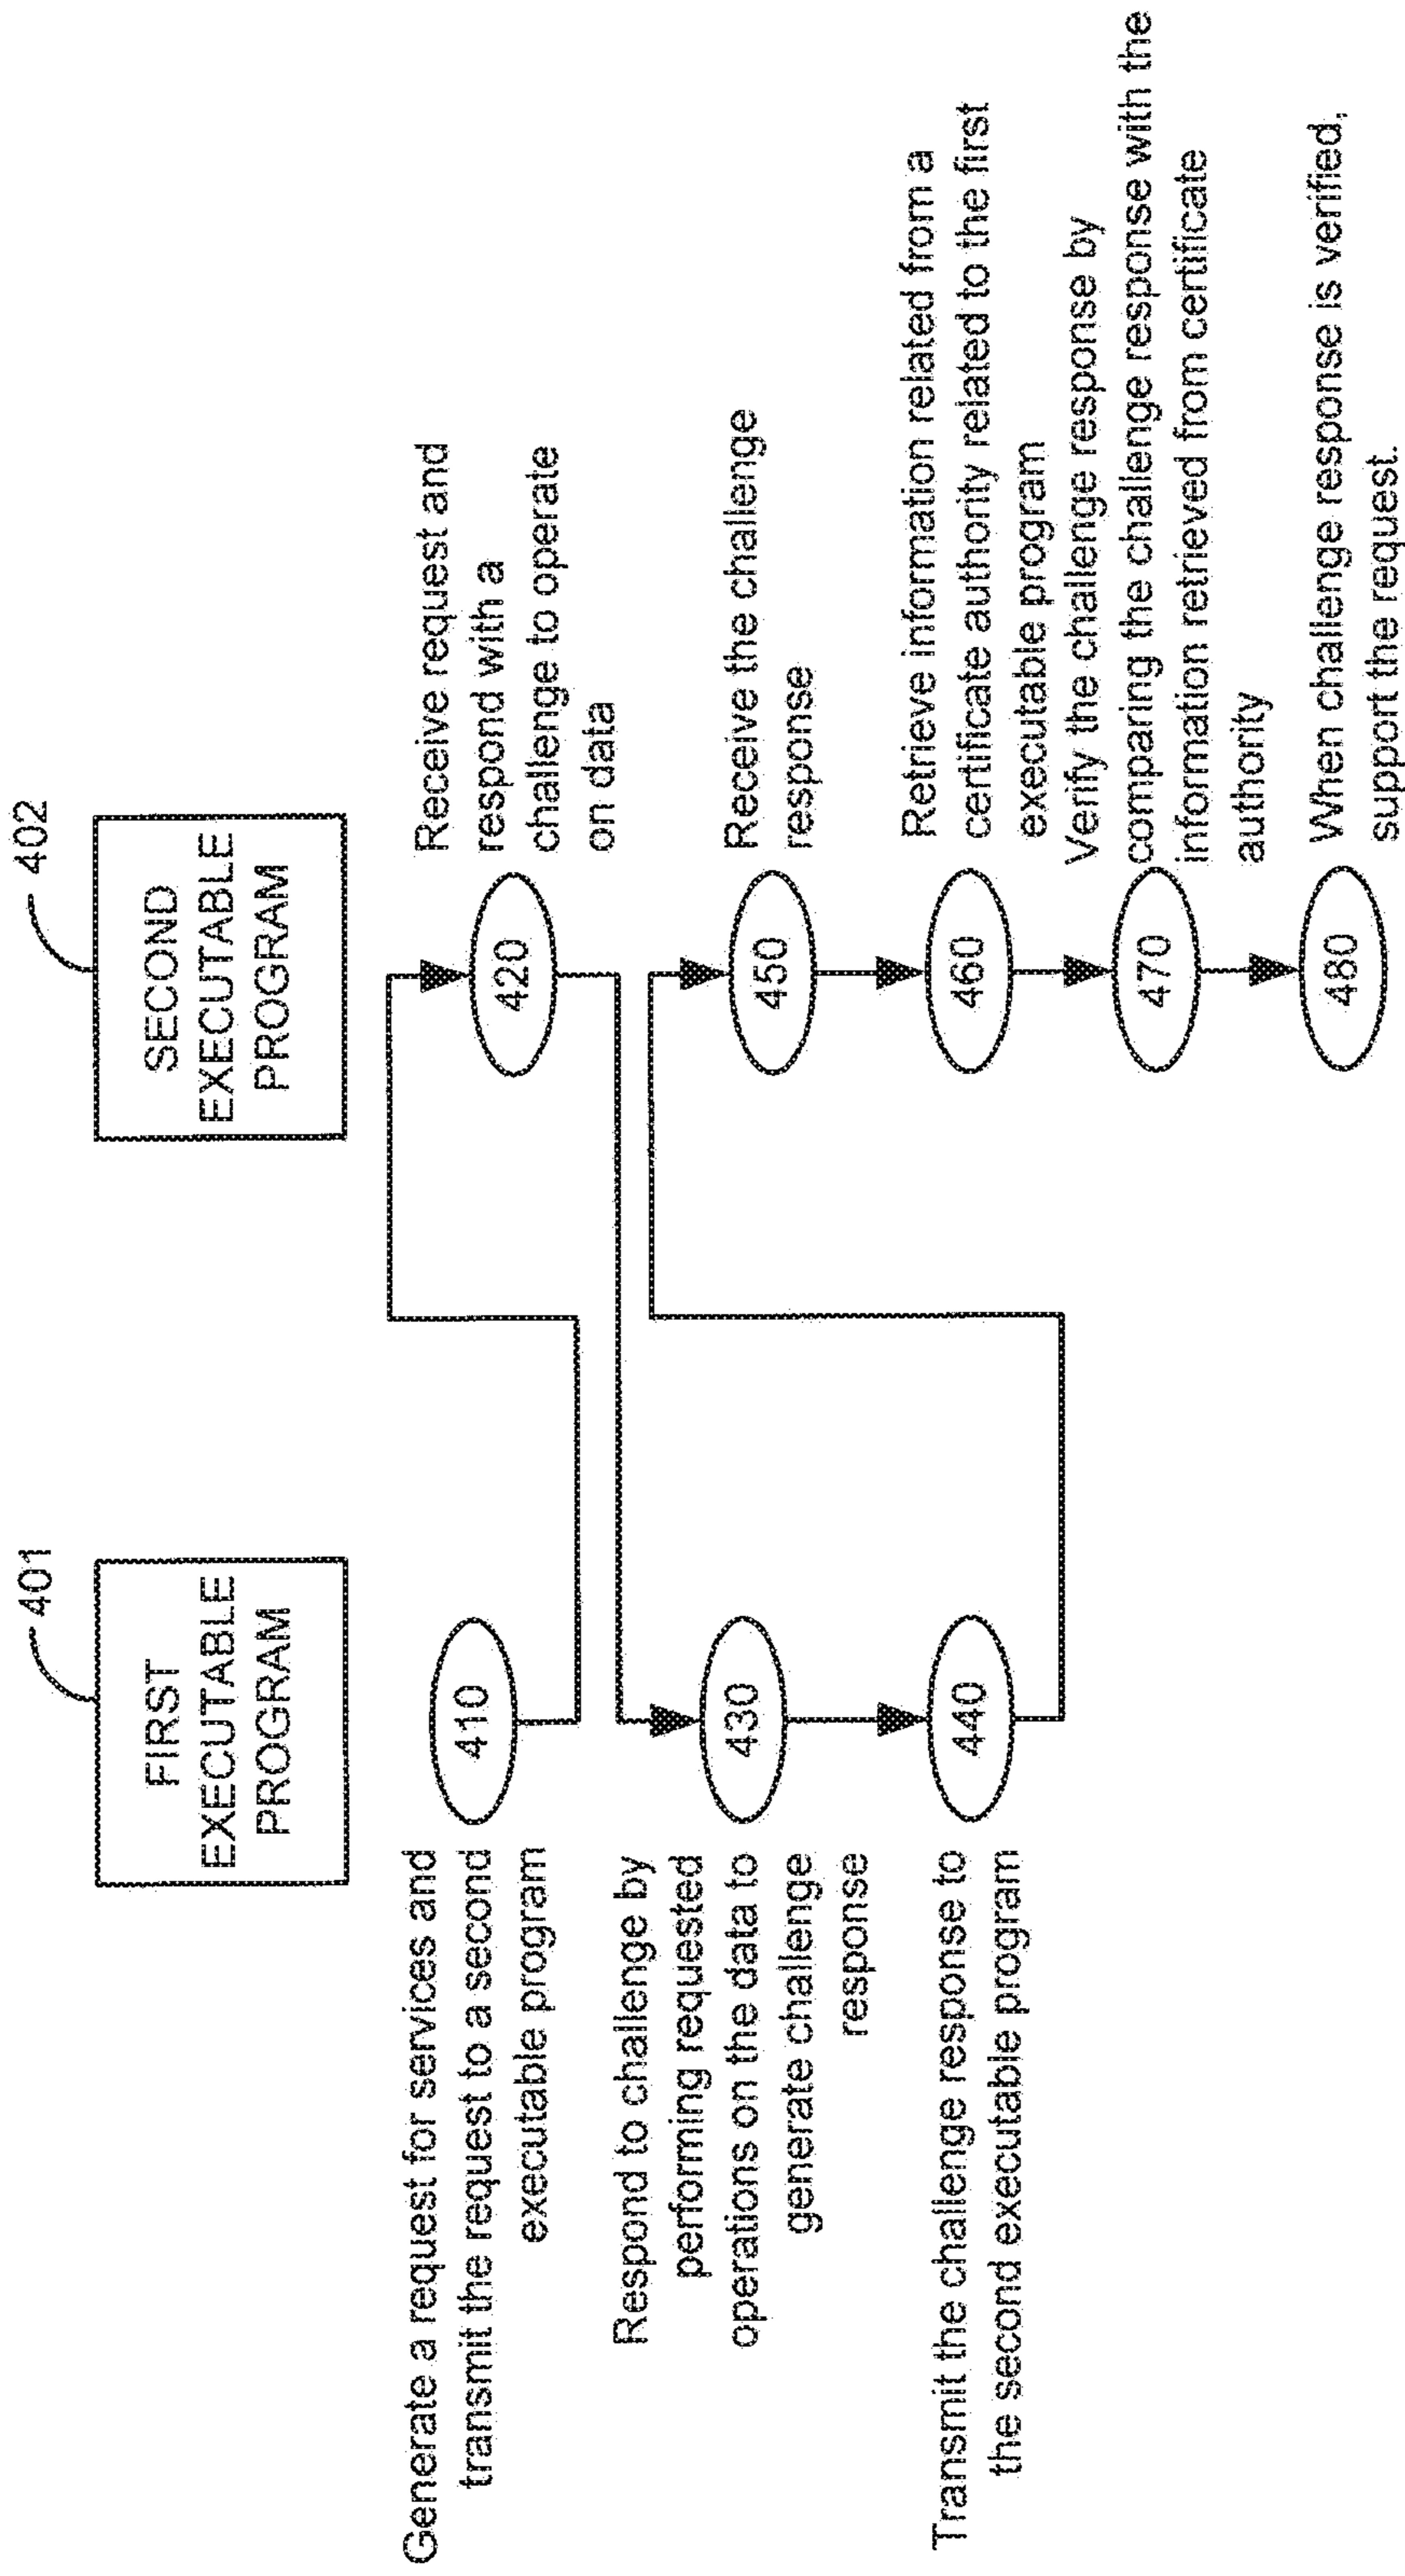 401
FIRST
EXECUTABLE
PROGRAM
402
SECOND
EXECUTABLE
PROGRAM
Generate a request for services and
transmit the request to a second
executable program
410
420
Receive request and
respond with a
challenge to operate
on data
Respond to challenge by
performing requested
operations on the data to
generate challenge
response
430
450
Receive the challenge
response
Transmit the challenge response to
the second executable program
440
460
Retrieve information related from a
certificate authority related to the first
executable program
470
Verify the challenge response by
comparing the challenge response with the
information retrieved from certificate
authority
480
When challenge response is verified,
support the request.